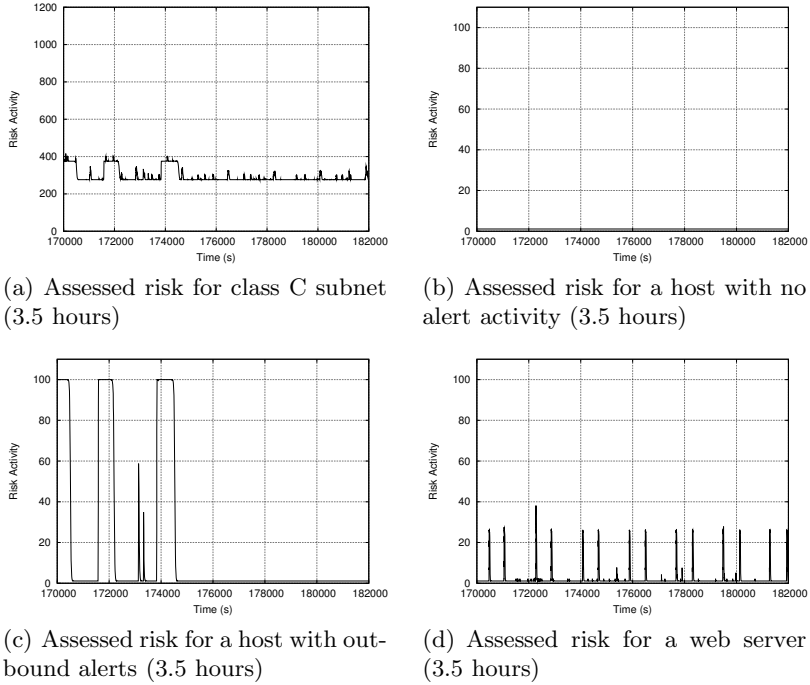 1200
1000
800
600
400
200
0
Risk Activity
170000 172000 174000 176000 178000 180000 182000
Time (s)
(a) Assessed risk for class C subnet
(3.5 hours)
100
80
60
40
20
0
Risk Activity
170000 172000 174000 176000 178000 180000 182000
Time (s)
(b) Assessed risk for a host with no
alert activity (3.5 hours)
100
80
60
40
20
0
Risk Activity
170000 172000 174000 176000 178000 180000 182000
Time (s)
(c) Assessed risk for a host with out-
bound alerts (3.5 hours)
100
80
60
40
20
0
Risk Activity
170000 172000 174000 176000 178000 180000 182000
Time (s)
(d) Assessed risk for a web server
(3.5 hours)